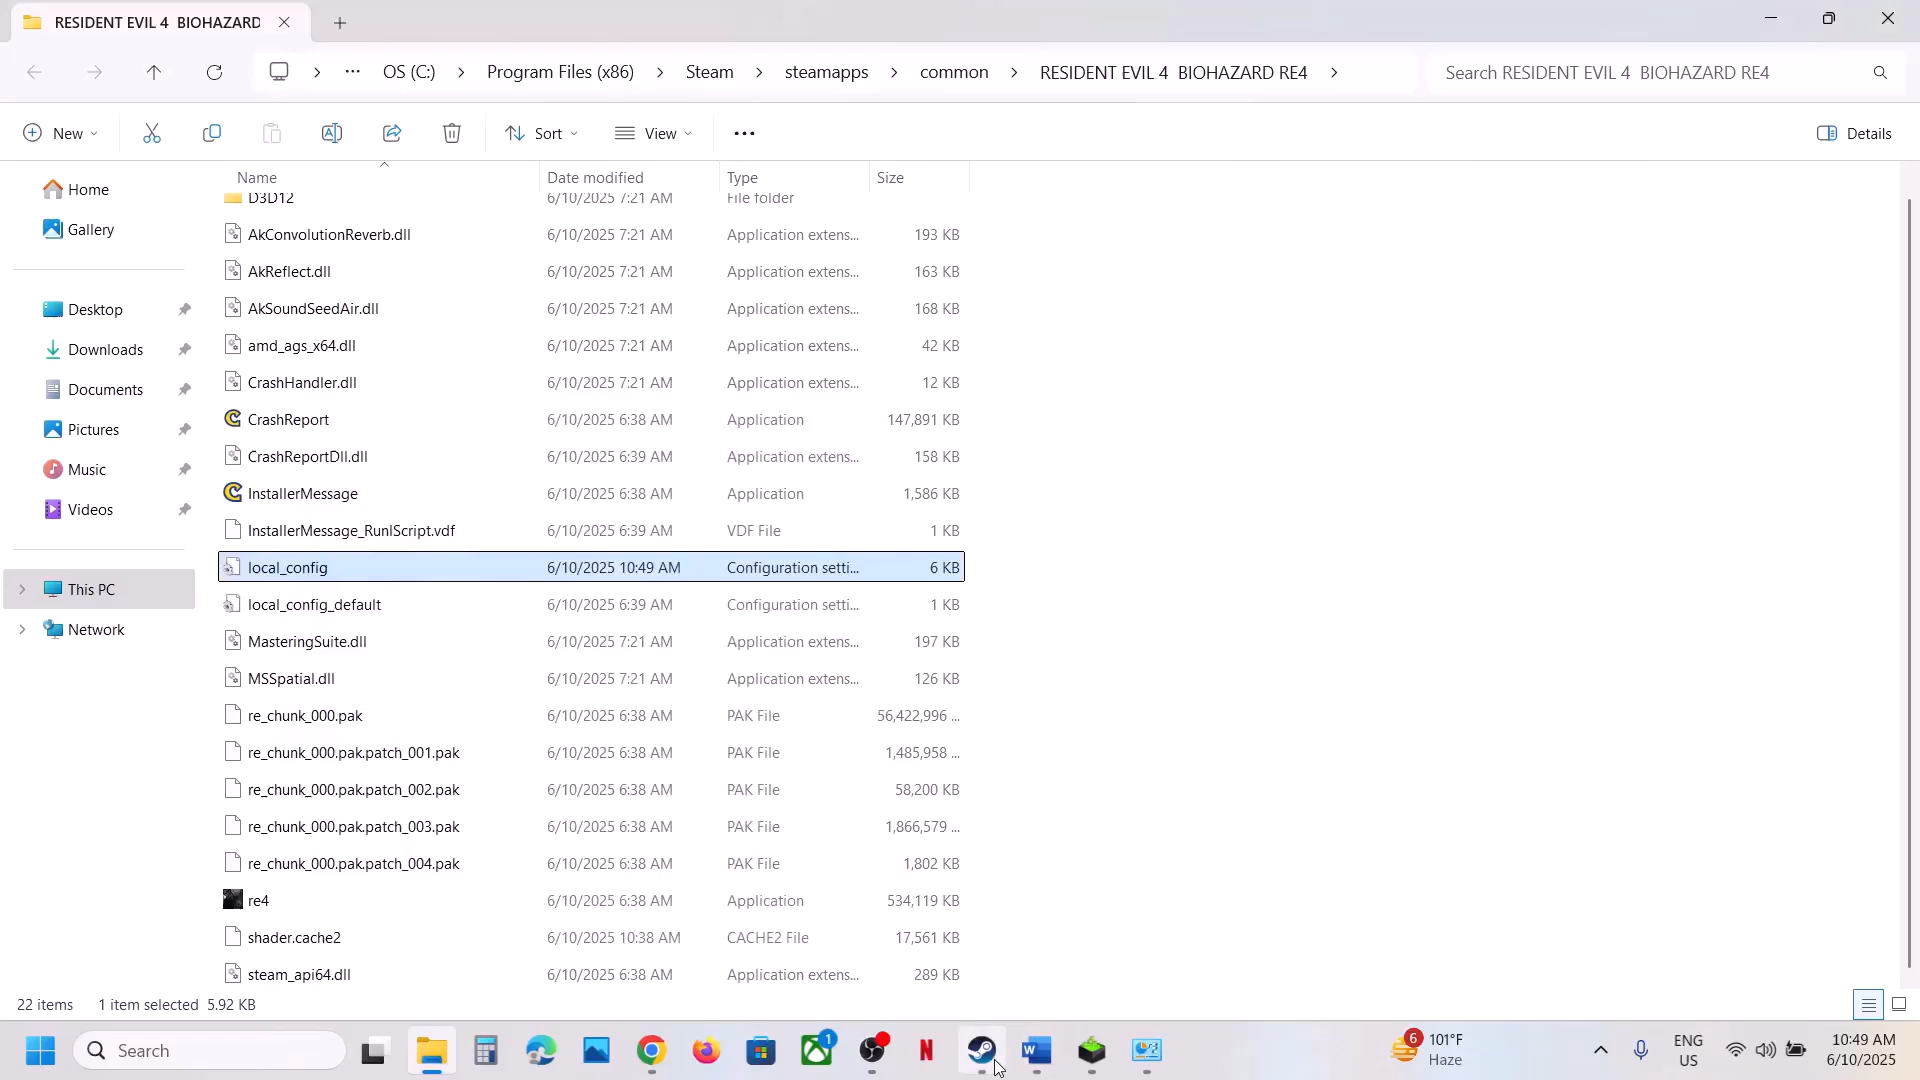 RESIDENT EVIL 4  BIOHAZARD
OS (C:) > Program Files (x86) > Steam > steamapps > common > RESIDENT EVIL 4  BIOHAZARD RE4 >
Search RESIDENT EVIL 4  BIOHAZARD RE4
New
Sort
View
Details
Name Date modified Type Size
Home
Gallery
Desktop
Downloads
Documents
Pictures
Music
Videos
This PC
Network
D3D12 6/10/2025 7:21 AM File folder
AkConvolutionReverb.dll 6/10/2025 7:21 AM Application extens... 193 KB
AkReflect.dll 6/10/2025 7:21 AM Application extens... 163 KB
AkSoundSeedAir.dll 6/10/2025 7:21 AM Application extens... 168 KB
amd_ags_x64.dll 6/10/2025 7:21 AM Application extens... 42 KB
CrashHandler.dll 6/10/2025 7:21 AM Application extens... 12 KB
CrashReport 6/10/2025 6:38 AM Application 147,891 KB
CrashReportDll.dll 6/10/2025 6:39 AM Application extens... 158 KB
InstallerMessage 6/10/2025 6:38 AM Application 1,586 KB
InstallerMessage_RunIScript.vdf 6/10/2025 6:39 AM VDF File 1 KB
local_config 6/10/2025 10:49 AM Configuration setti... 6 KB
local_config_default 6/10/2025 6:39 AM Configuration setti... 1 KB
MasteringSuite.dll 6/10/2025 7:21 AM Application extens... 197 KB
MSSpatial.dll 6/10/2025 7:21 AM Application extens... 126 KB
re_chunk_000.pak 6/10/2025 6:38 AM PAK File 56,422,996 ...
re_chunk_000.pak.patch_001.pak 6/10/2025 6:38 AM PAK File 1,485,958 ...
re_chunk_000.pak.patch_002.pak 6/10/2025 6:38 AM PAK File 58,200 KB
re_chunk_000.pak.patch_003.pak 6/10/2025 6:38 AM PAK File 1,866,579 ...
re_chunk_000.pak.patch_004.pak 6/10/2025 6:38 AM PAK File 1,802 KB
re4 6/10/2025 6:38 AM Application 534,119 KB
shader.cache2 6/10/2025 10:38 AM CACHE2 File 17,561 KB
steam_api64.dll 6/10/2025 6:38 AM Application extens... 289 KB
22 items 1 item selected 5.92 KB
Search
1
N
W
6
101°F
Haze
ENG
US
10:49 AM
6/10/2025